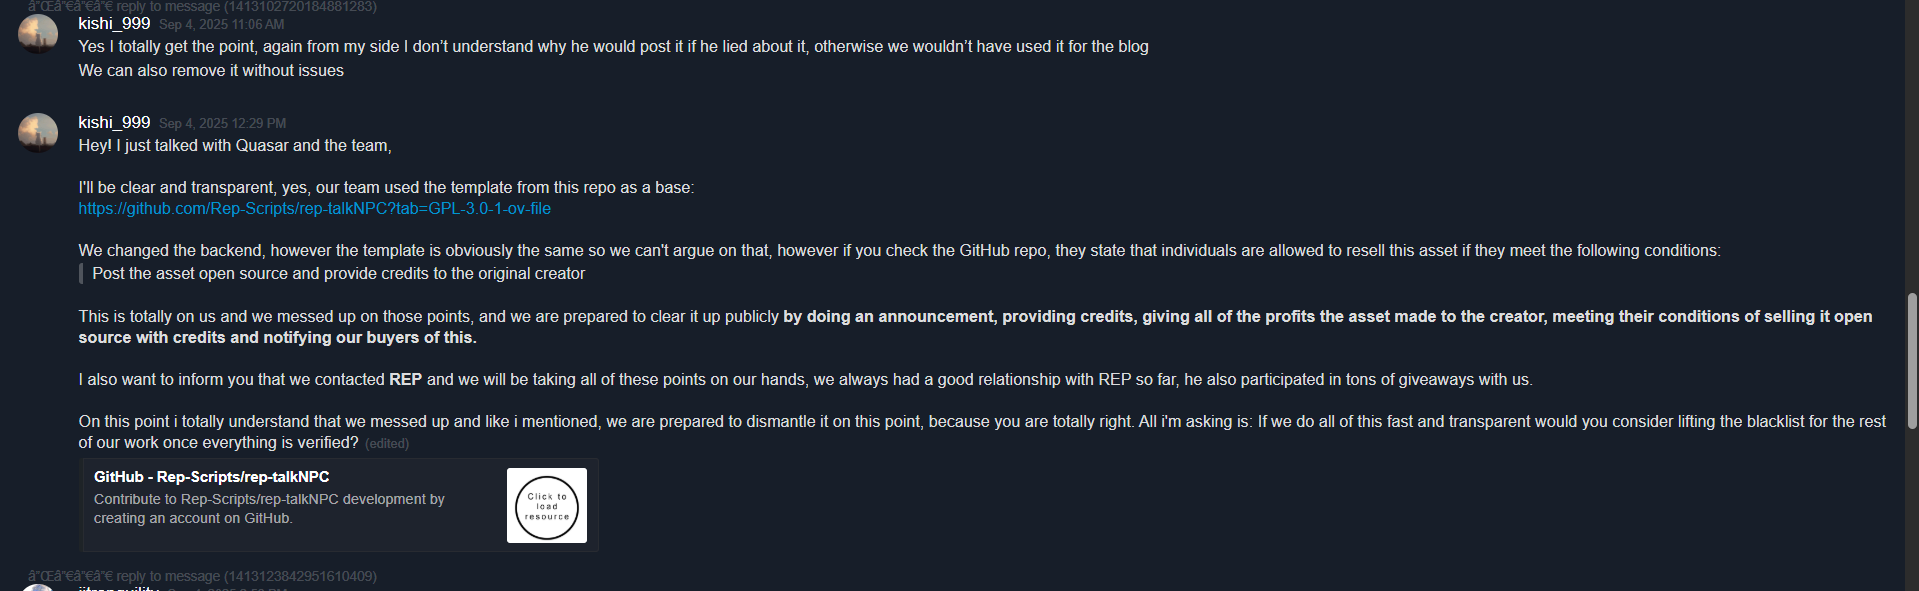 â"Œâ"€â"€â"€ reply to message (1413102720184881283)
kishi_999 Sep 4, 2025 11:06 AM
Yes I totally get the point, again from my side I don’t understand why he would post it if he lied about it, otherwise we wouldn’t have used it for the blog
We can also remove it without issues
kishi_999 Sep 4, 2025 12:29 PM
Hey! I just talked with Quasar and the team,
I'll be clear and transparent, yes, our team used the template from this repo as a base:
https://github.com/Rep-Scripts/rep-talkNPC?tab=GPL-3.0-1-ov-file
We changed the backend, however the template is obviously the same so we can't argue on that, however if you check the GitHub repo, they state that individuals are allowed to resell this asset if they meet the following conditions:
Post the asset open source and provide credits to the original creator
This is totally on us and we messed up on those points, and we are prepared to clear it up publicly by doing an announcement, providing credits, giving all of the profits the asset made to the creator, meeting their conditions of selling it open
source with credits and notifying our buyers of this.
I also want to inform you that we contacted REP and we will be taking all of these points on our hands, we always had a good relationship with REP so far, he also participated in tons of giveaways with us.
On this point i totally understand that we messed up and like i mentioned, we are prepared to dismantle it on this point, because you are totally right. All i'm asking is: If we do all of this fast and transparent would you consider lifting the blacklist for the rest
of our work once everything is verified? (edited)
GitHub - Rep-Scripts/rep-talkNPC
Contribute to Rep-Scripts/rep-talkNPC development by
creating an account on GitHub.
Click to
load
resource
â"Œâ"€â"€â"€ reply to message (1413123842951610409)